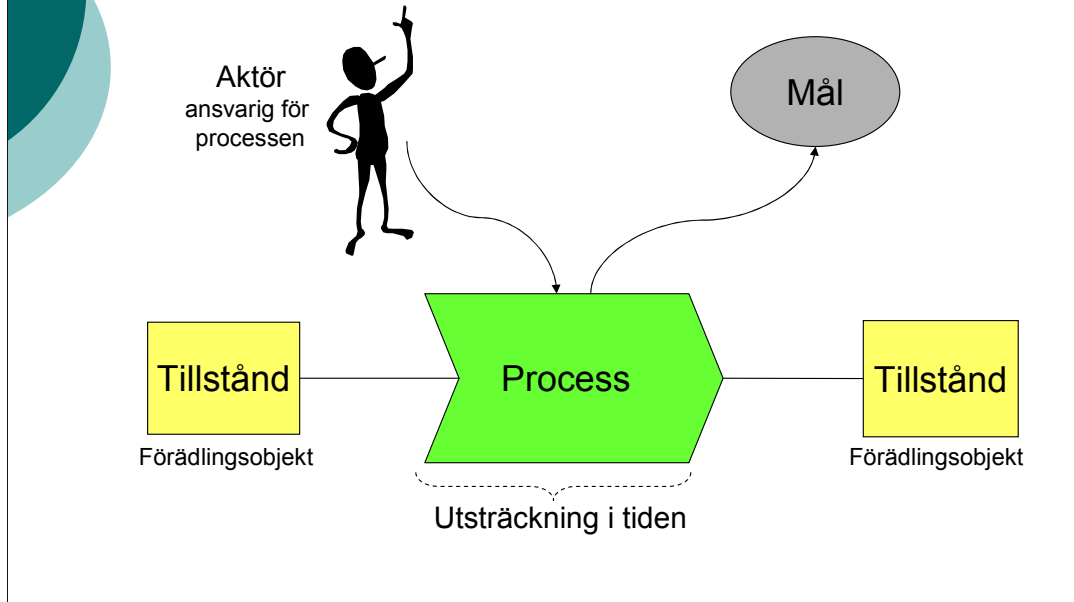 Aktör
ansvarig för
processen
Mål
Tillstånd
Process
Tillstånd
Förädlingsobjekt
Förädlingsobjekt
Utsträckning i tiden